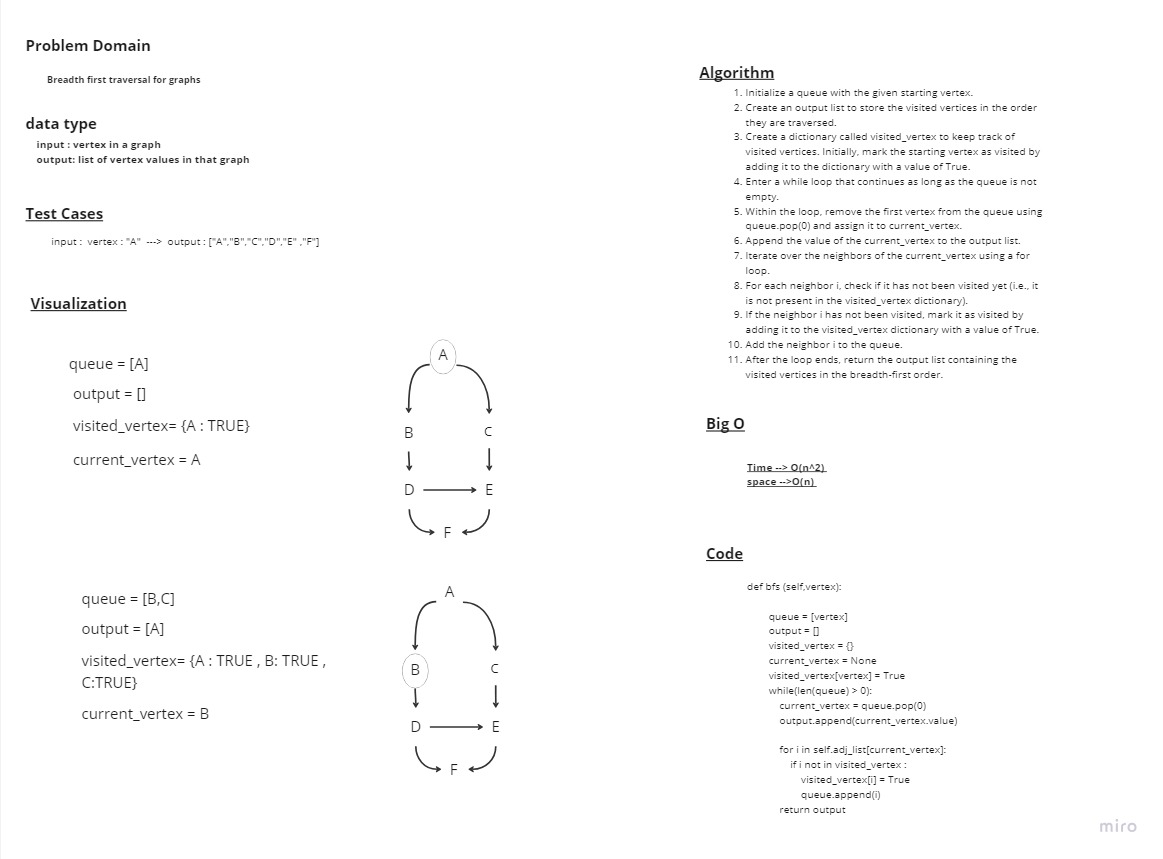 Problem Domain
Breadth first traversal for graphs
data type
input : vertex in a graph
output: list of vertex values in that graph
Test Cases
input :  vertex : "A"  ---> output : ["A","B","C","D","E" ,"F"]
Visualization
queue = [A]
output = []
visited_vertex= {A : TRUE}
current_vertex = A
A
B C
D E
F
queue = [B,C]
output = [A]
visited_vertex= {A : TRUE , B: TRUE ,
C:TRUE}
current_vertex = B
A
B C
D E
F
Algorithm
1. Initialize a queue with the given starting vertex.
2. Create an output list to store the visited vertices in the order
they are traversed.
3. Create a dictionary called visited_vertex to keep track of
visited vertices. Initially, mark the starting vertex as visited by
adding it to the dictionary with a value of True.
4. Enter a while loop that continues as long as the queue is not
empty.
5. Within the loop, remove the first vertex from the queue using
queue.pop(0) and assign it to current_vertex.
6. Append the value of the current_vertex to the output list.
7. Iterate over the neighbors of the current_vertex using a for
loop.
8. For each neighbor i, check if it has not been visited yet (i.e., it
is not present in the visited_vertex dictionary).
9. If the neighbor i has not been visited, mark it as visited by
adding it to the visited_vertex dictionary with a value of True.
10. Add the neighbor i to the queue.
11. After the loop ends, return the output list containing the
visited vertices in the breadth-first order.
Big O
Time --> O(n^2)
space -->O(n)
Code
def bfs (self,vertex):
queue = [vertex]
output = []
visited_vertex = {}
current_vertex = None
visited_vertex[vertex] = True
while(len(queue) > 0):
current_vertex = queue.pop(0)
output.append(current_vertex.value)
for i in self.adj_list[current_vertex]:
if i not in visited_vertex :
visited_vertex[i] = True
queue.append(i)
return output
miro